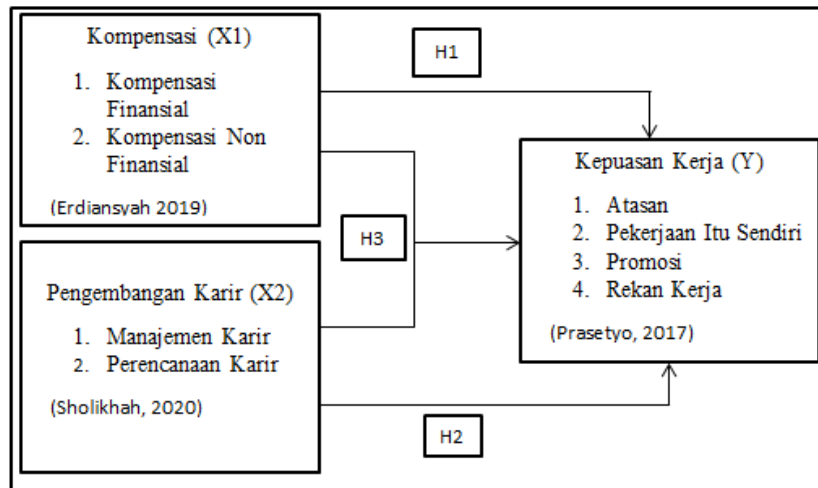 Kompensasi (X1)
1. Kompensasi
Finansial
2. Kompensasi Non
Finansial
(Erdiansyah 2019)
H1
H3
Kepuasan Kerja (Y)
1. Atasan
2. Pekerjaan Itu Sendiri
3. Promosi
4. Rekan Kerja
(Prasetyo, 2017)
Pengembangan Karir (X2)
1. Manajemen Karir
2. Perencanaan Karir
(Sholikhah, 2020)
H2